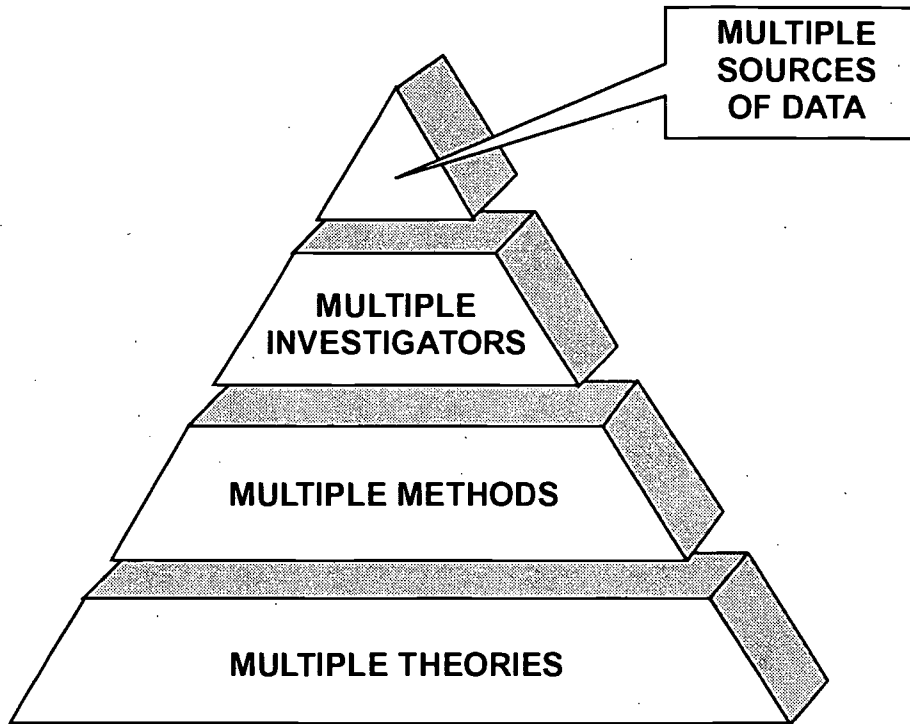 MULTIPLE
SOURCES
OF DATA
MULTIPLE
INVESTIGATORS
MULTIPLE METHODS
MULTIPLE THEORIES